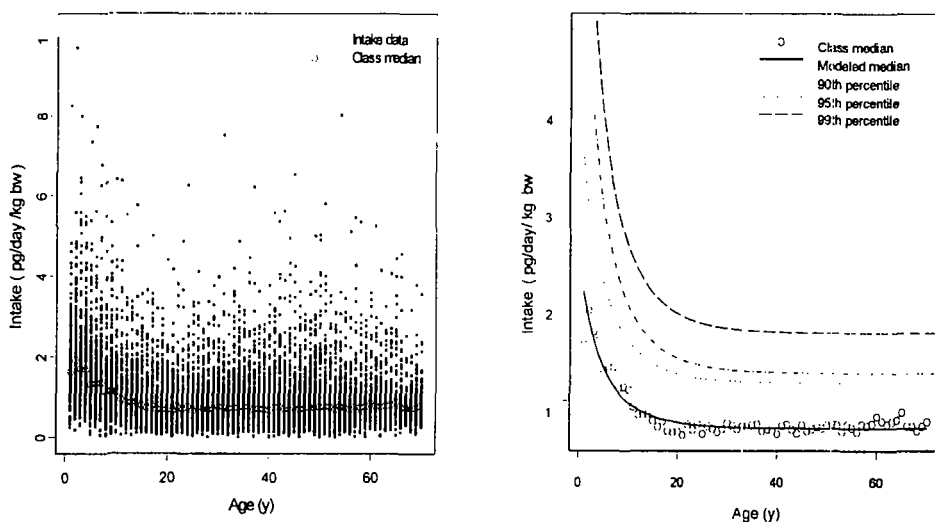 Intake data
Class median
Intake ( pg/day /kg bw )
1
8
6
4
2
0
0
20
40
60
Age (y)
Class median
Modeled median
90th percentile
95th percentile
99th percentile
Intake ( pg/day/ kg bw
4
3
2
1
0
20
40
60
Age (y)